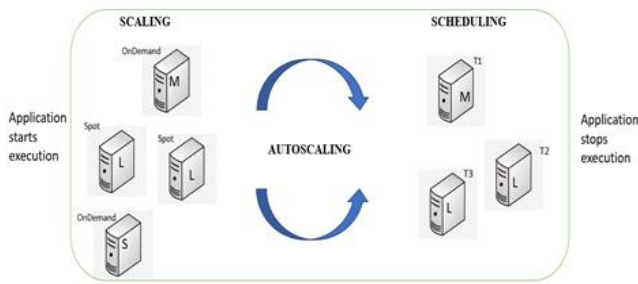 SCALING
SCHEDULING
OnDemand
M
T1
M
Application
starts
execution
Spot
L
Spot
L
AUTOSCALING
T2
L
T3
L
Application
stops
execution
OnDemand
S